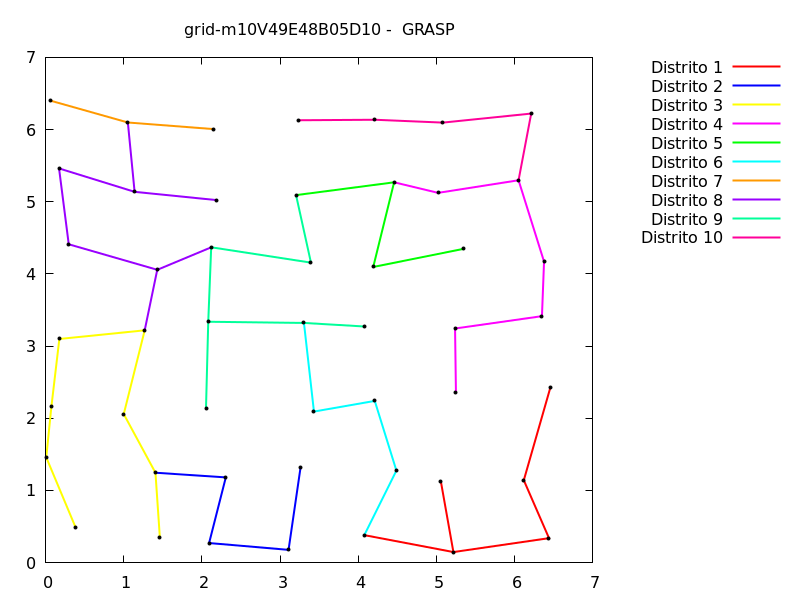 grid-m10V49E48B05D10 -  GRASP
Distrito 1
Distrito 2
Distrito 3
Distrito 4
Distrito 5
Distrito 6
Distrito 7
Distrito 8
Distrito 9
Distrito 10
7
6
5
4
3
2
1
0
0 1 2 3 4 5 6 7